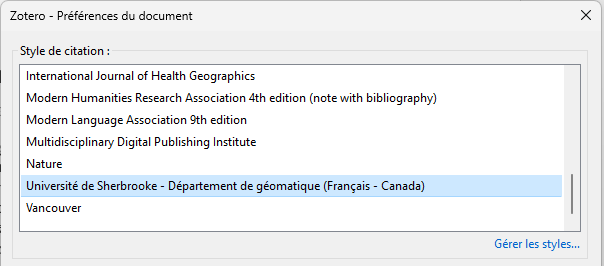 Zotero - Préférences du document
Style de citation :
International Journal of Health Geographics
Modern Humanities Research Association 4th edition (note with bibliography)
Modern Language Association 9th edition
Multidisciplinary Digital Publishing Institute
Nature
Université de Sherbrooke - Département de géomatique (Français - Canada)
Vancouver
Gérer les styles...